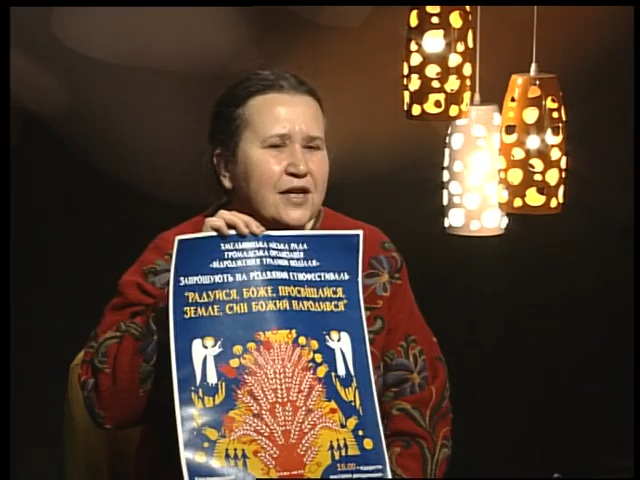 ХМЕЛЬНИЦЬКА МІСЬКА РАДА
ГРОМАДСЬКА ОРГАНІЗАЦІЯ
"ВІДРОДЖЕННЯ ТРАДИЦІЙ ПОДІЛЛЯ"
ЗАПРОШУЮТЬ НА РІЗДВЯНИЙ ЕТНОФЕСТИВАЛЬ
"РАДУЙСЯ, БОЖЕ, ПРОСВІЩАЙСЯ,
ЗЕМЛЕ, СИН БОЖИЙ НАРОДИВСЯ"
16.00 -